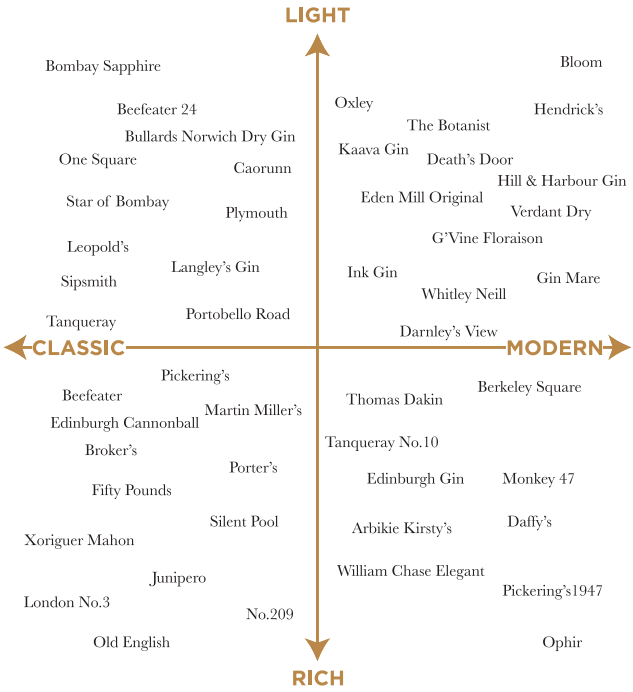 LIGHT
Bombay Sapphire
Bloom
Oxley
Beefeater 24
Hendrick's
The Botanist
Bullards Norwich Dry Gin
Kaava Gin
One Square
Death's Door
Caorunn
Hill & Harbour Gin
Eden Mill Original
Star of Bombay
Plymouth
Verdant Dry
G'Vine Floraison
Leopold's
Langley's Gin
Ink Gin
Gin Mare
Sipsmith
Whitley Neill
Portobello Road
Tanqueray
Darnley's View
CLASSIC
MODERN
Pickering's
Berkeley Square
Beefeater
Thomas Dakin
Martin Miller's
Edinburgh Cannonball
Tanqueray No.10
Broker's
Porter's
Edinburgh Gin
Monkey 47
Fifty Pounds
Silent Pool
Daffy's
Arbikie Kirsty's
Xoriguer Mahon
William Chase Elegant
Junipero
Pickering's1947
London No.3
No.209
Old English
Ophir
RICH